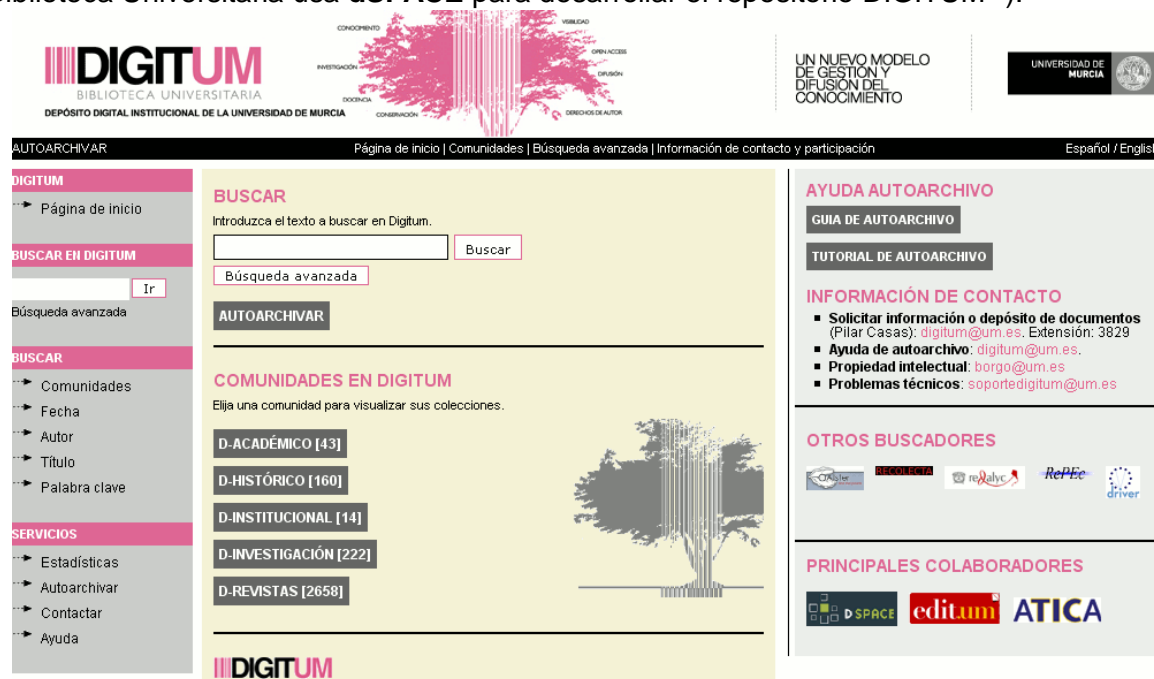 Biblioteca Universitaria usa
para desarrollar el repositorio DIGITUM
CONOCIMIENTO
VISIBILIDAD
INVESTIGACIÓN
OPEN ACCESS
DIFUSIÓN
DOCENCIA
CONSERVACIÓN
DERECHOS DE AUTOR
DIGITUM
BIBLIOTECA UNIVERSITARIA
DEPÓSITO DIGITAL INSTITUCIONAL DE LA UNIVERSIDAD DE MURCIA
UN NUEVO MODELO
DE GESTIÓN Y
DIFUSIÓN DEL
CONOCIMIENTO
UNIVERSIDAD DE
MURCIA
AUTOARCHIVAR
Página de inicio | Comunidades | Búsqueda avanzada | Información de contacto y participación
Español / English
DIGITUM
Página de inicio
BUSCAR EN DIGITUM
Ir
Búsqueda avanzada
BUSCAR
Comunidades
Fecha
Autor
Título
Palabra clave
SERVICIOS
Estadísticas
Autoarchivar
Contactar
Ayuda
BUSCAR
Introduzca el texto a buscar en Digitum.
Buscar
Búsqueda avanzada
AUTOARCHIVAR
COMUNIDADES EN DIGITUM
Elija una comunidad para visualizar sus colecciones.
D-ACADÉMICO [43]
D-HISTÓRICO [160]
D-INSTITUCIONAL [14]
D-INVESTIGACIÓN [222]
D-REVISTAS [2658]
DIGITUM
AYUDA AUTOARCHIVO
GUIA DE AUTOARCHIVO
TUTORIAL DE AUTOARCHIVO
INFORMACIÓN DE CONTACTO
Solicitar información o depósito de documentos
(Pilar Casas): digitum@um.es. Extensión: 3829
Ayuda de autoarchivo: digitum@um.es.
Propiedad intelectual: borgo@um.es
Problemas técnicos: soportedigitum@um.es
OTROS BUSCADORES
OAIster
RECOLECTA
redalyc
RePEc
driver
PRINCIPALES COLABORADORES
DSPACE
edit.um
ATICA